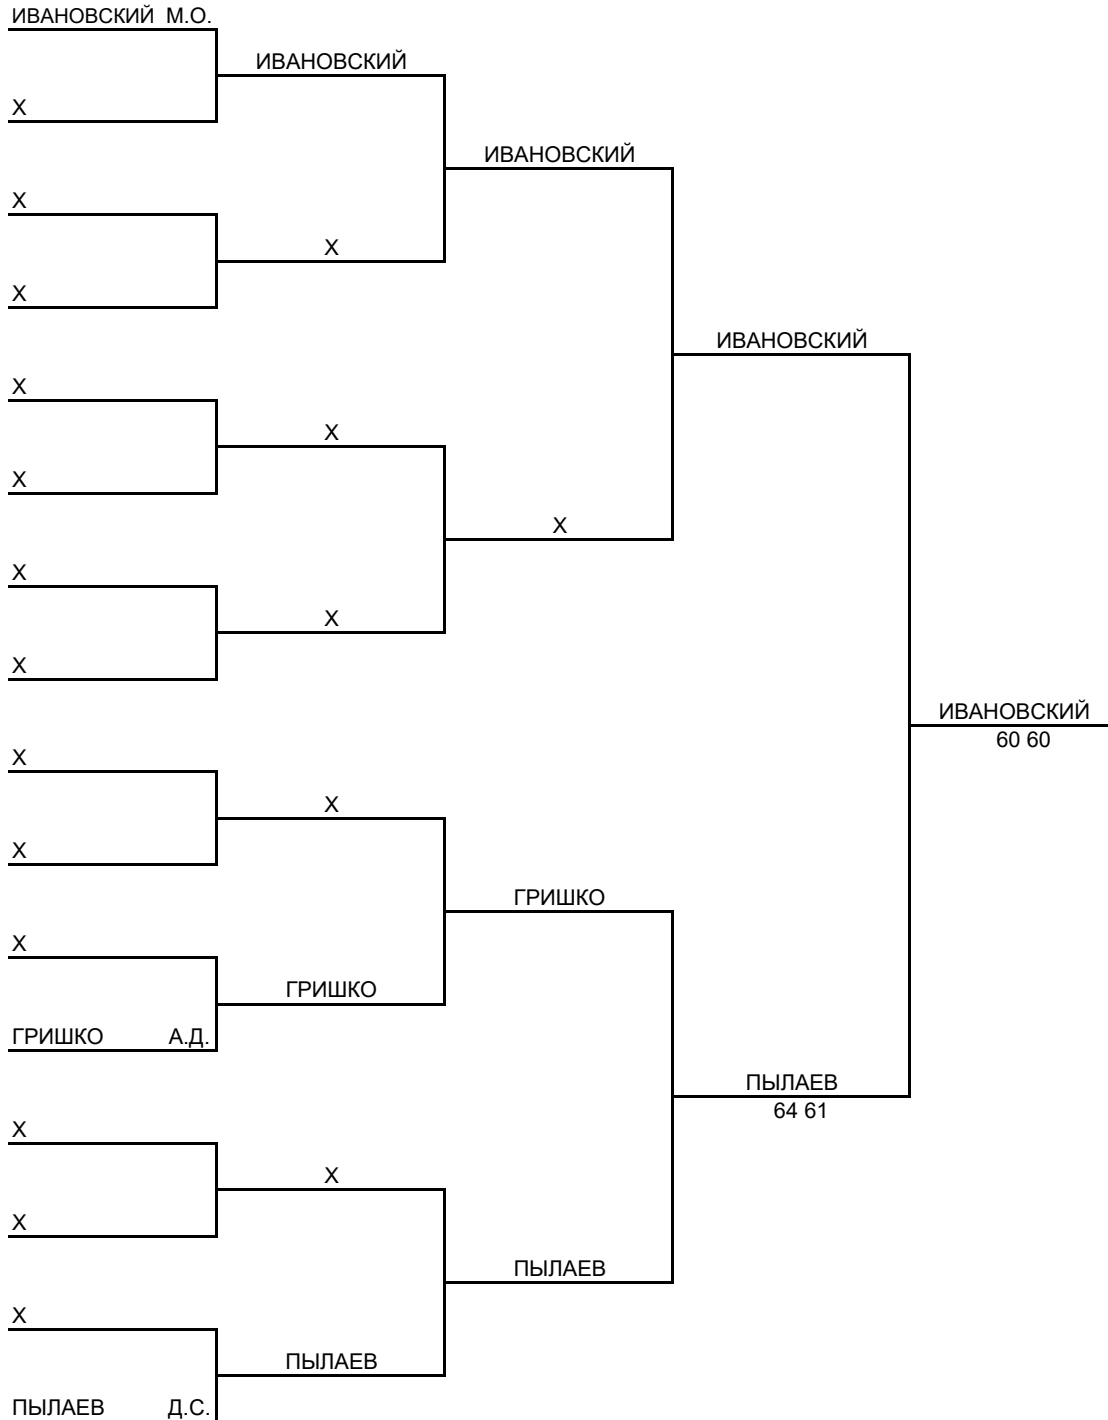 ИВАНОВСКИЙ М.О.
ИВАНОВСКИЙ
Х
ИВАНОВСКИЙ
Х
Х
Х
ИВАНОВСКИЙ
Х
Х
Х
Х
Х
Х
Х
ИВАНОВСКИЙ
60 60
Х
Х
Х
ГРИШКО
Х
ГРИШКО
ГРИШКО А.Д.
ПЫЛАЕВ
64 61
Х
Х
Х
ПЫЛАЕВ
Х
ПЫЛАЕВ
ПЫЛАЕВ Д.С.